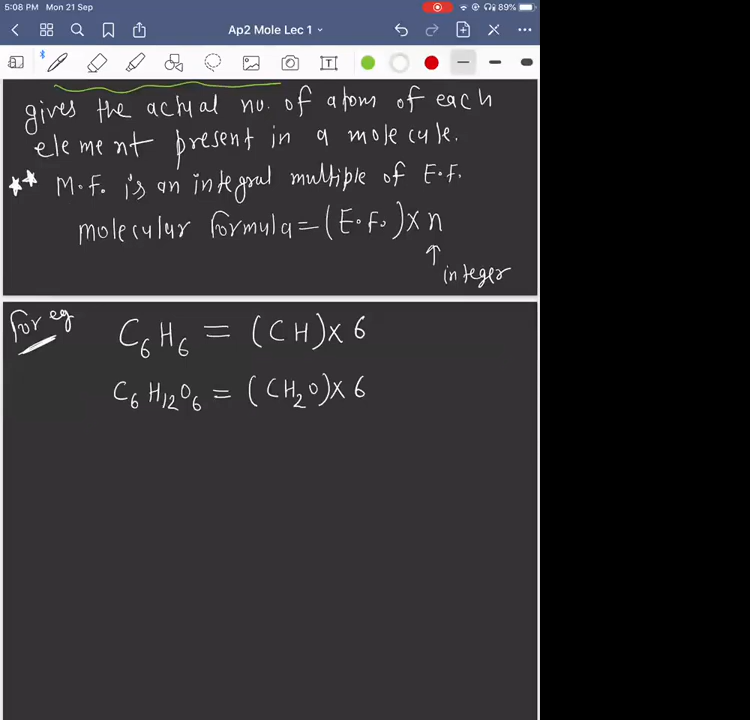 5:08 PM Mon 21 Sep
89%
Ap2 Mole Lec 1
gives the actual no. of atom of each
element present in a molecule.
** M.F. is an integral multiple of E.F.
molecular formula = (E.F.) × n
↑
integer
for eg
C₆H₆ = (CH) × 6
C₆H₁₂O₆ = (CH₂O) × 6